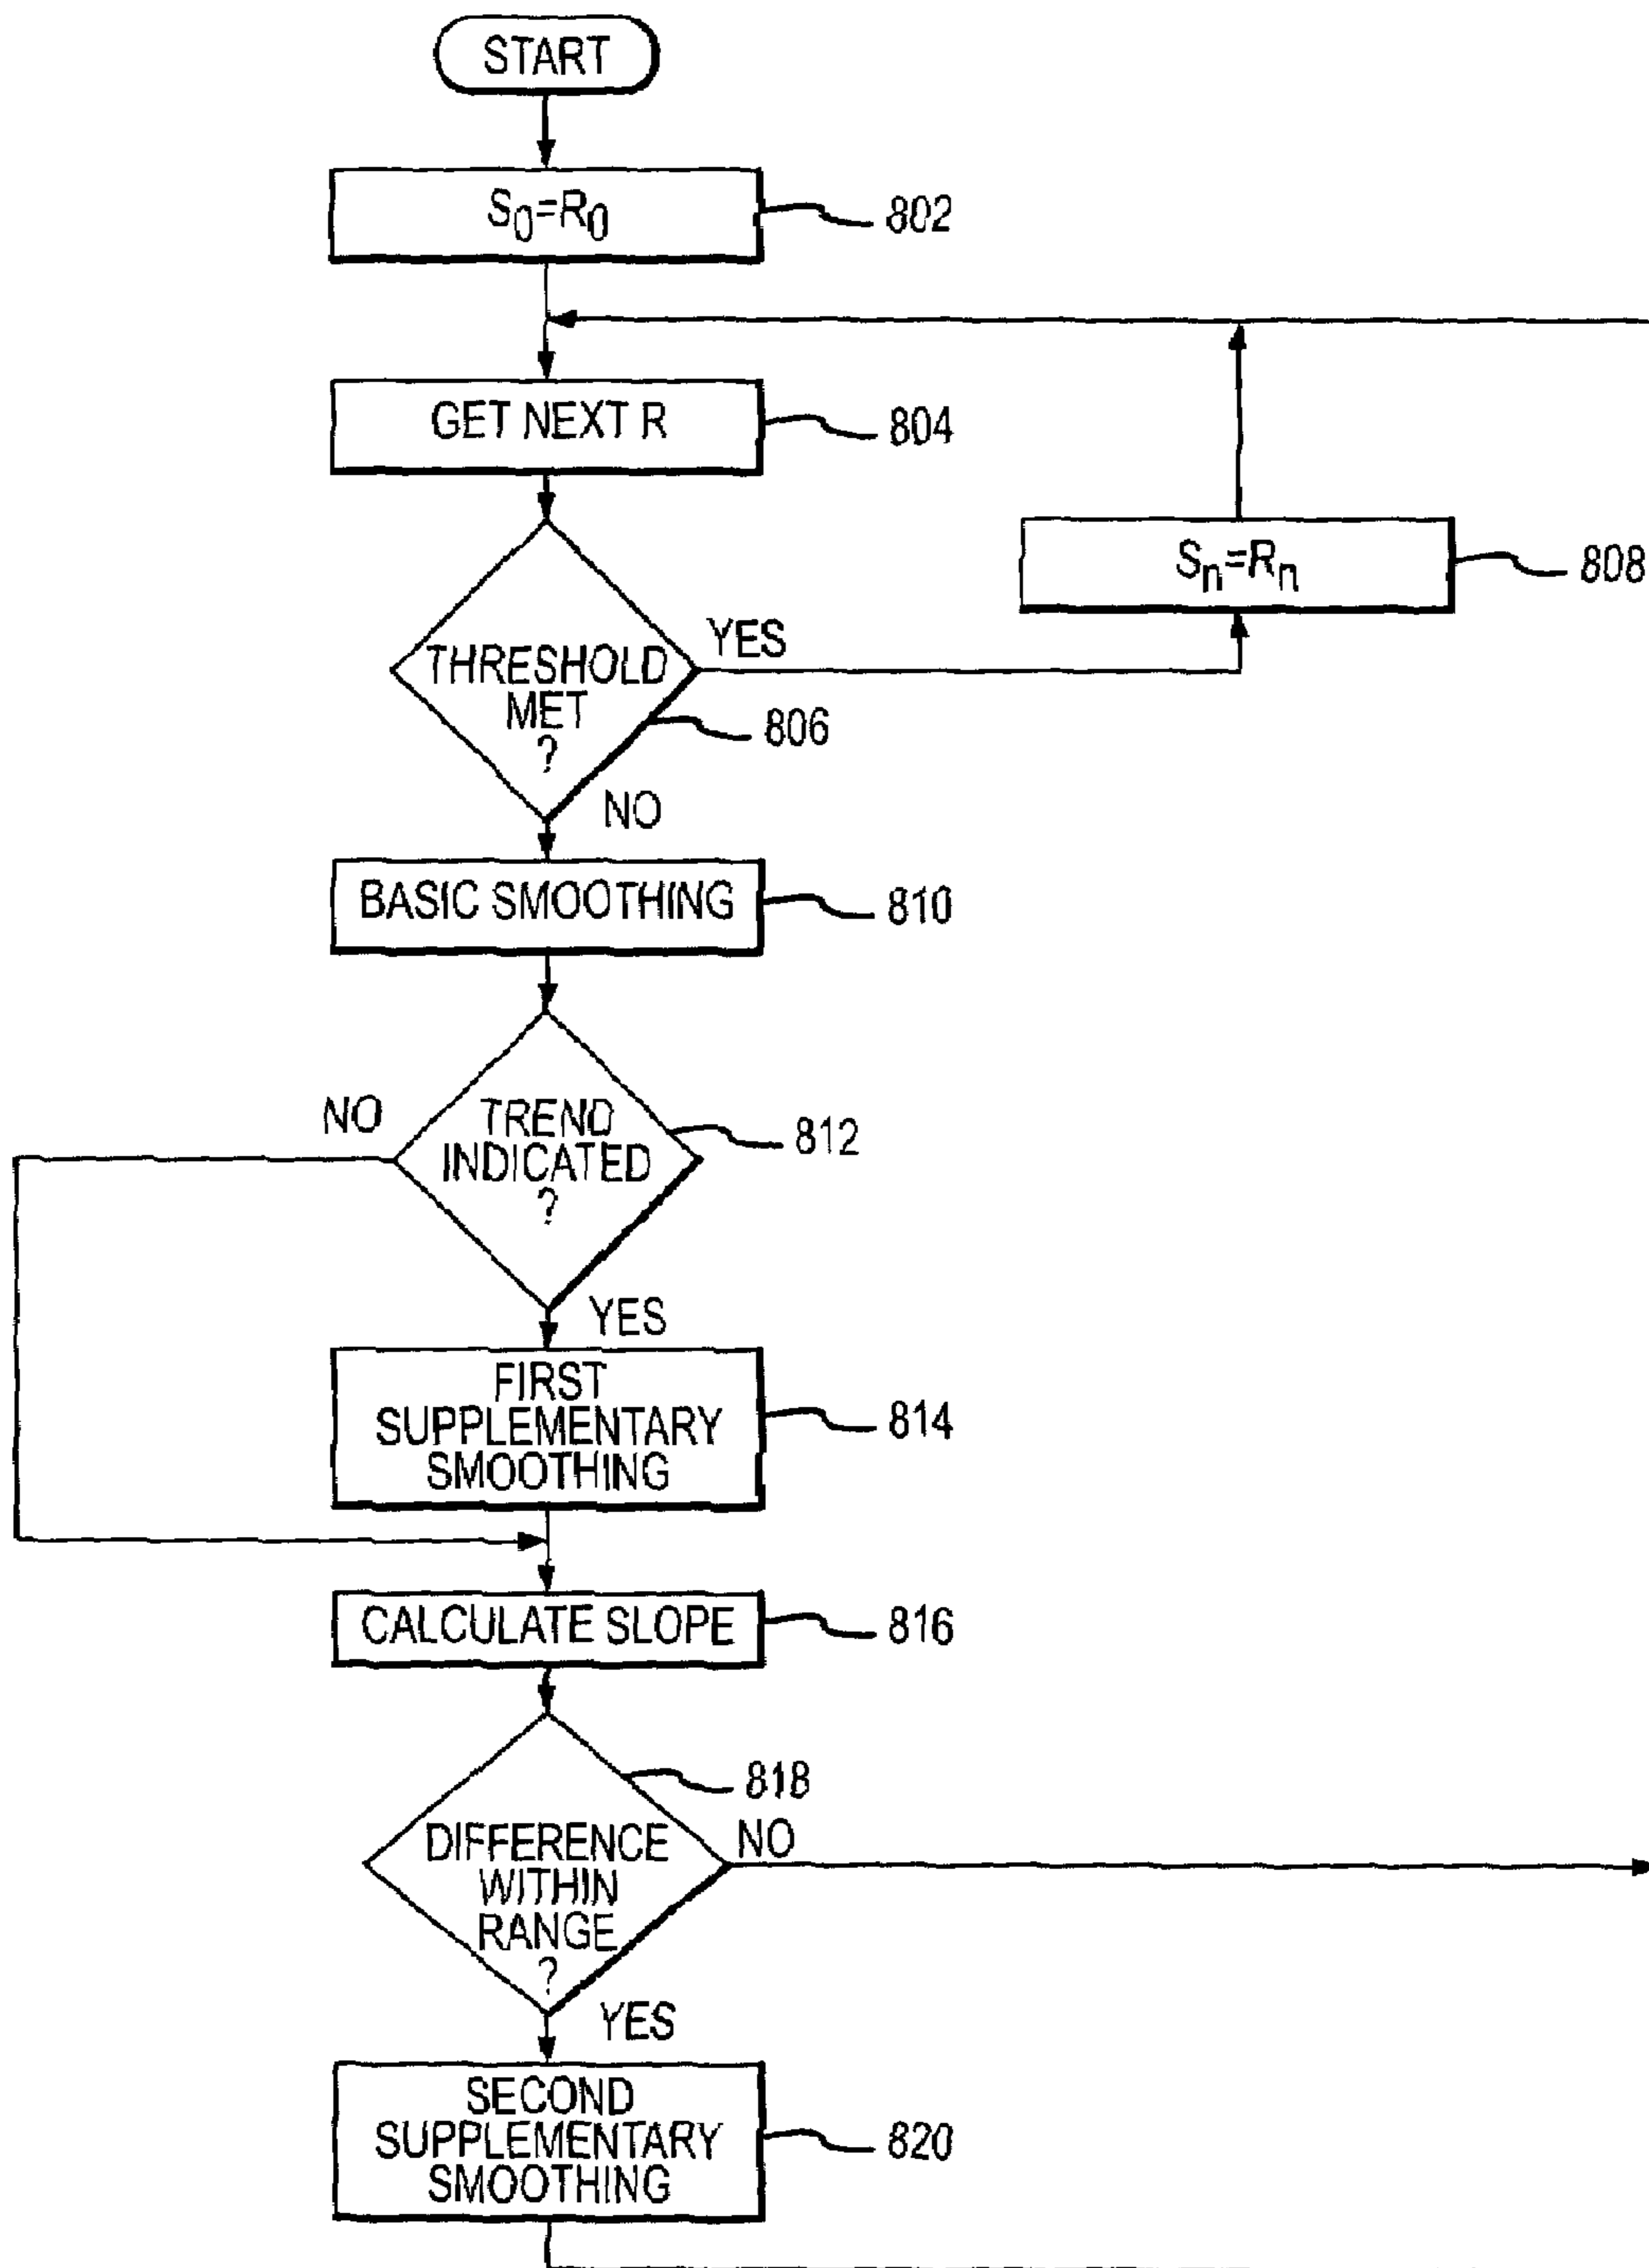 START
S₀=R₀
802
GET NEXT R
804
Sₙ=Rₙ
808
YES
THRESHOLD
MET
?
806
NO
BASIC SMOOTHING
810
NO
TREND
INDICATED
?
812
YES
FIRST
SUPPLEMENTARY
SMOOTHING
814
CALCULATE SLOPE
816
818
DIFFERENCE
WITHIN
RANGE
?
NO
YES
SECOND
SUPPLEMENTARY
SMOOTHING
820